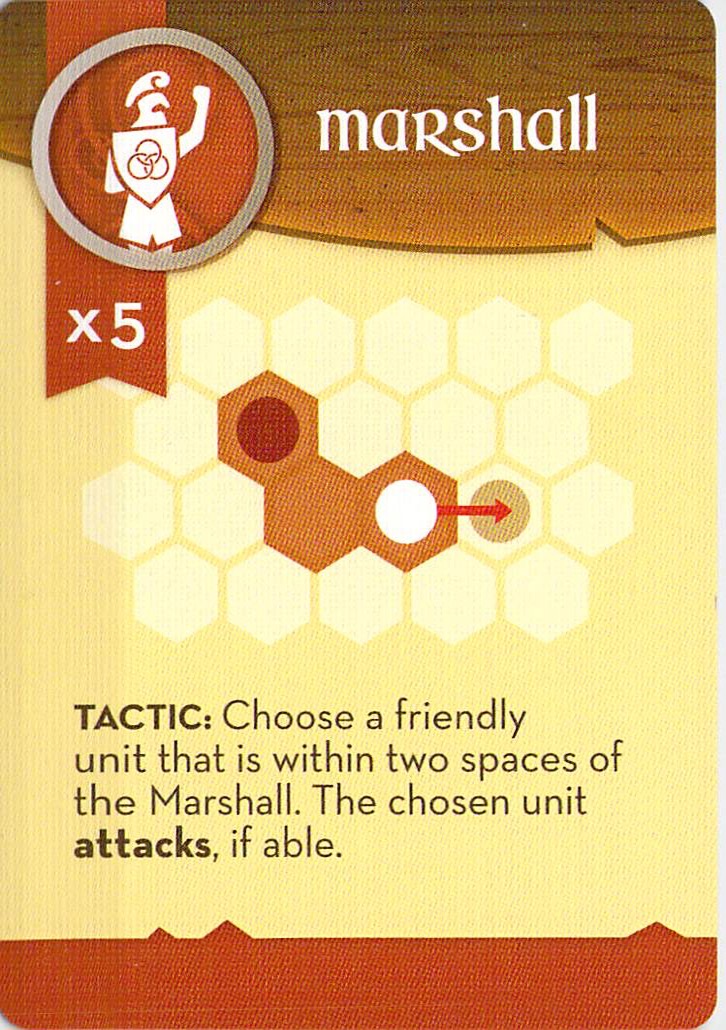 marshall
x5
TACTIC: Choose a friendly
unit that is within two spaces of
the Marshall. The chosen unit
attacks, if able.